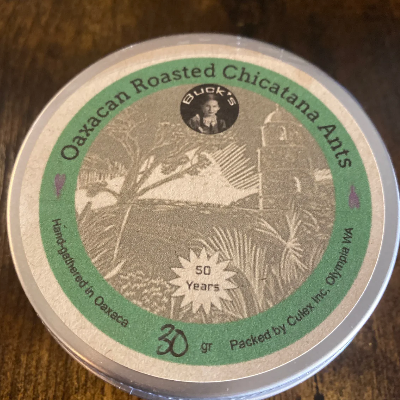 Oaxacan Roasted Chicatana Ants
Buck's
50
Years
Hand-gathered in Oaxaca
30 gr
Packed by Culex Inc. Olympia WA